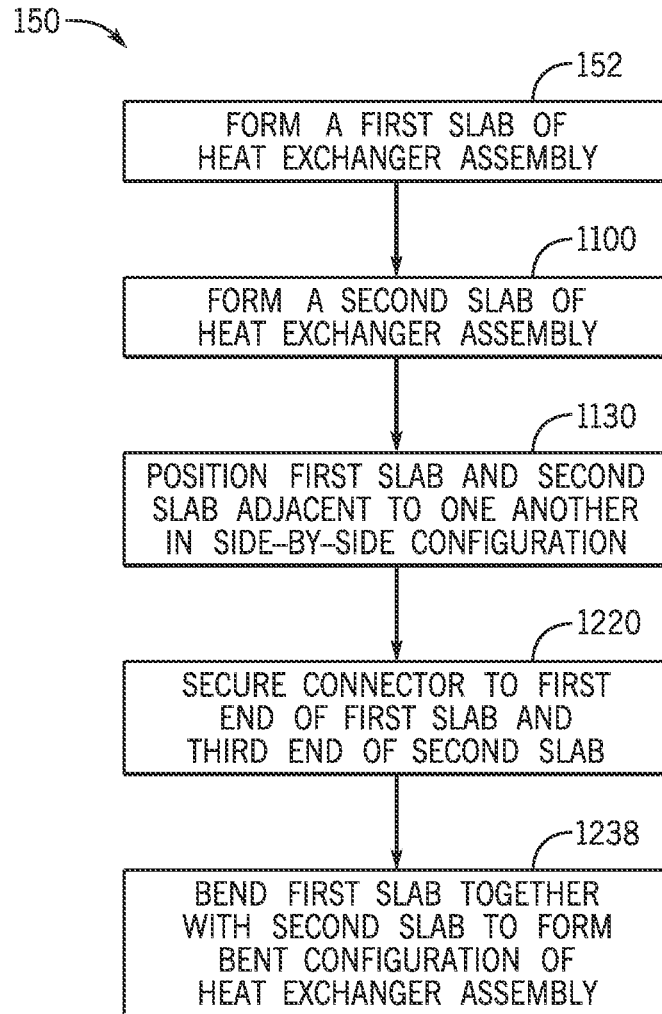 150
152
FORM A FIRST SLAB OF
HEAT EXCHANGER ASSEMBLY
1100
FORM A SECOND SLAB OF
HEAT EXCHANGER ASSEMBLY
1130
POSITION FIRST SLAB AND SECOND
SLAB ADJACENT TO ONE ANOTHER
IN SIDE-BY-SIDE CONFIGURATION
1220
SECURE CONNECTOR TO FIRST
END OF FIRST SLAB AND
THIRD END OF SECOND SLAB
1238
BEND FIRST SLAB TOGETHER
WITH SECOND SLAB TO FORM
BENT CONFIGURATION OF
HEAT EXCHANGER ASSEMBLY